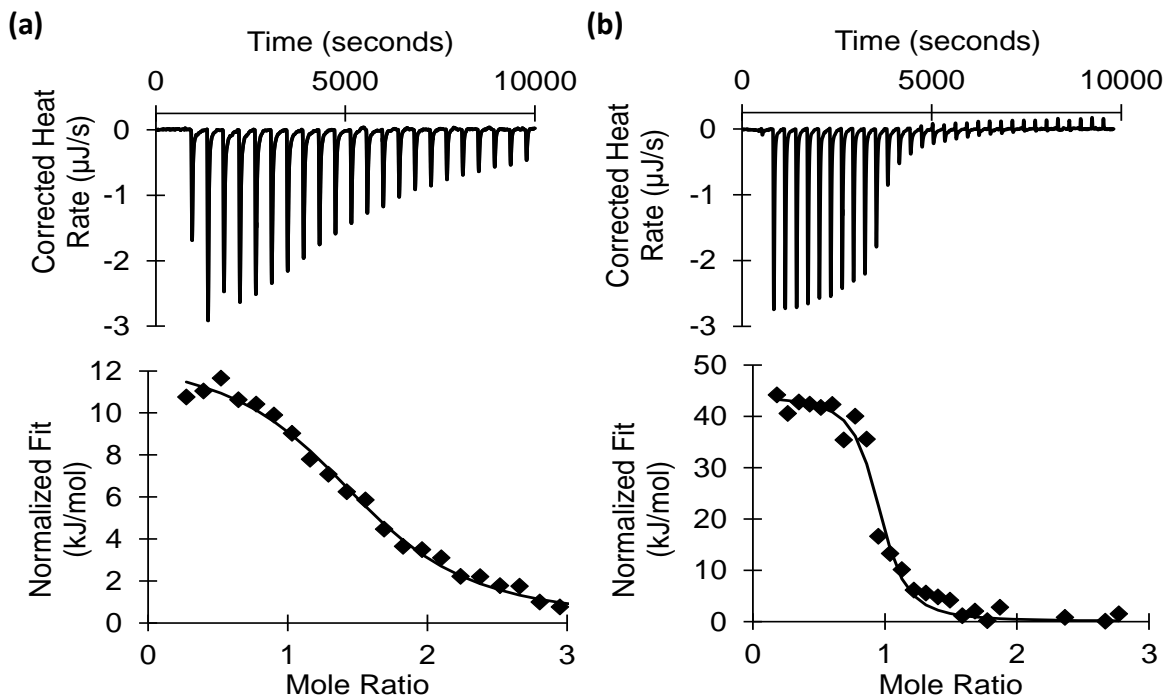 (a)
Time (seconds)
0 5000 10000
Corrected Heat
Rate (µJ/s)
0
-1
-2
-3
12
10
8
6
4
2
0
Normalized Fit
(kJ/mol)
0 1 2 3
Mole Ratio
(b)
Time (seconds)
0 5000 10000
Corrected Heat
Rate (µJ/s)
0
-1
-2
-3
50
40
30
20
10
0
Normalized Fit
(kJ/mol)
0 1 2 3
Mole Ratio